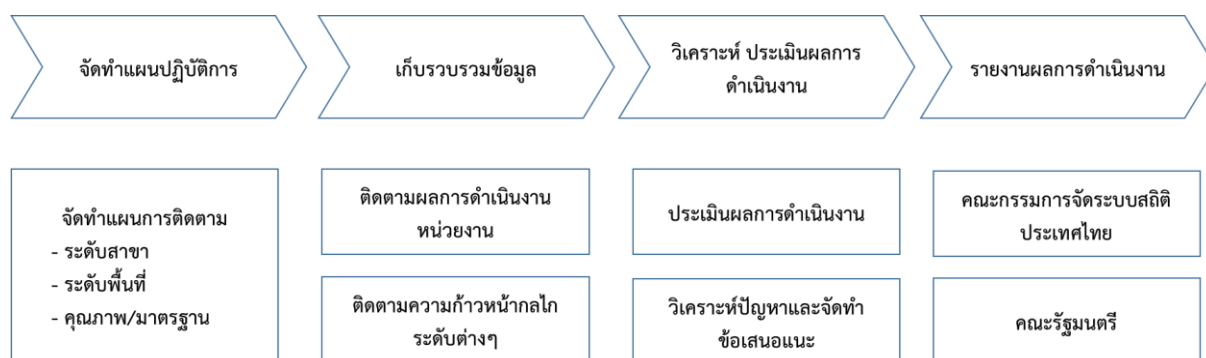 จัดทำแผนปฏิบัติการ
เก็บรวบรวมข้อมูล
วิเคราะห์ ประเมินผลการ
ดำเนินงาน
รายงานผลการดำเนินงาน
จัดทำแผนการติดตาม
- ระดับสาขา
- ระดับพื้นที่
- คุณภาพ/มาตรฐาน
ติดตามผลการดำเนินงาน
หน่วยงาน
ติดตามความก้าวหน้ากลไก
ระดับต่างๆ
ประเมินผลการดำเนินงาน
วิเคราะห์ปัญหาและจัดทำ
ข้อเสนอแนะ
คณะกรรมการจัดระบบสถิติ
ประเทศไทย
คณะรัฐมนตรี